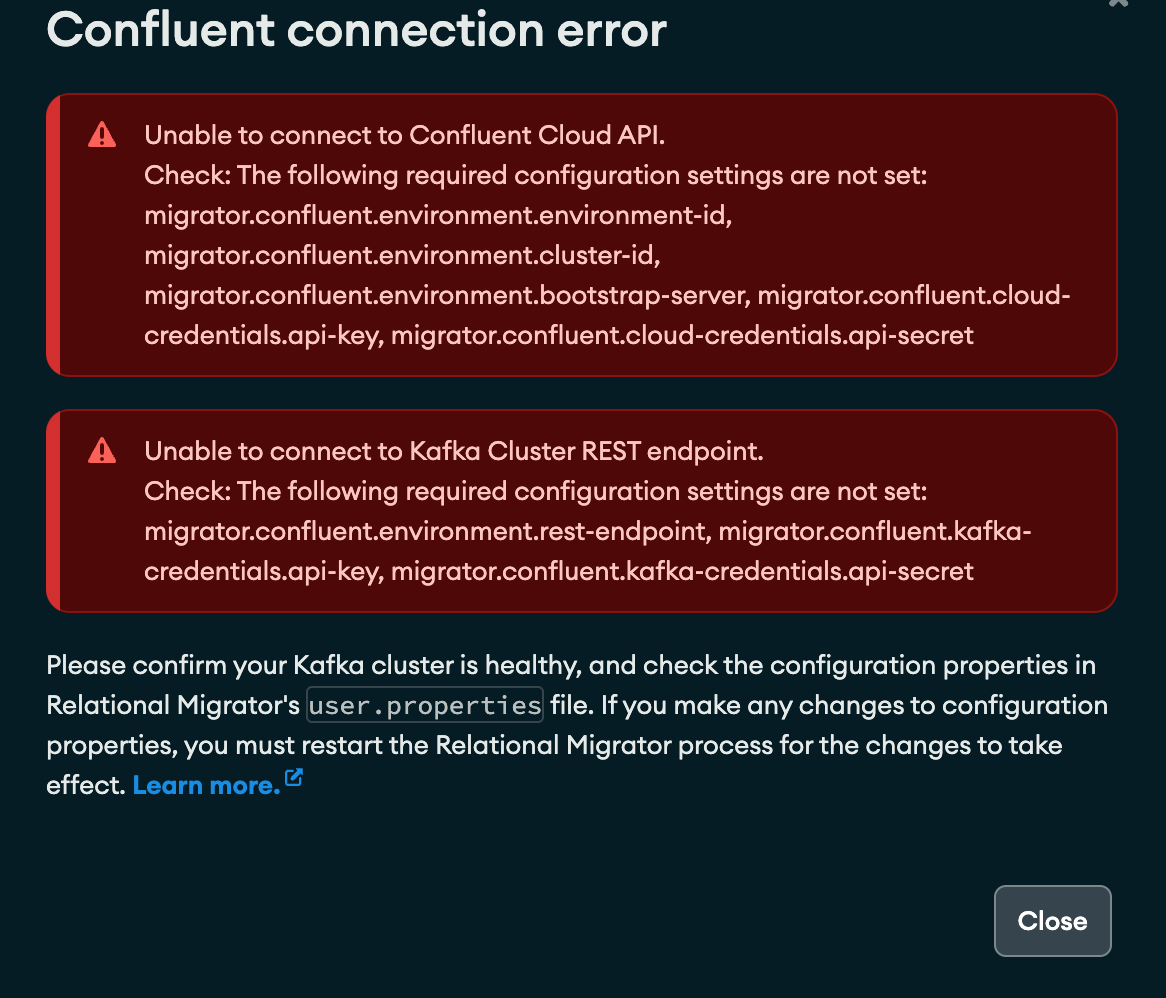 Confluent connection error
Unable to connect to Confluent Cloud API.
Check: The following required configuration settings are not set:
migrator.confluent.environment.environment-id,
migrator.confluent.environment.cluster-id,
migrator.confluent.environment.bootstrap-server, migrator.confluent.cloud-
credentials.api-key, migrator.confluent.cloud-credentials.api-secret
Unable to connect to Kafka Cluster REST endpoint.
Check: The following required configuration settings are not set:
migrator.confluent.environment.rest-endpoint, migrator.confluent.kafka-
credentials.api-key, migrator.confluent.kafka-credentials.api-secret
Please confirm your Kafka cluster is healthy, and check the configuration properties in
Relational Migrator's user.properties file. If you make any changes to configuration
properties, you must restart the Relational Migrator process for the changes to take
effect. Learn more.
Close